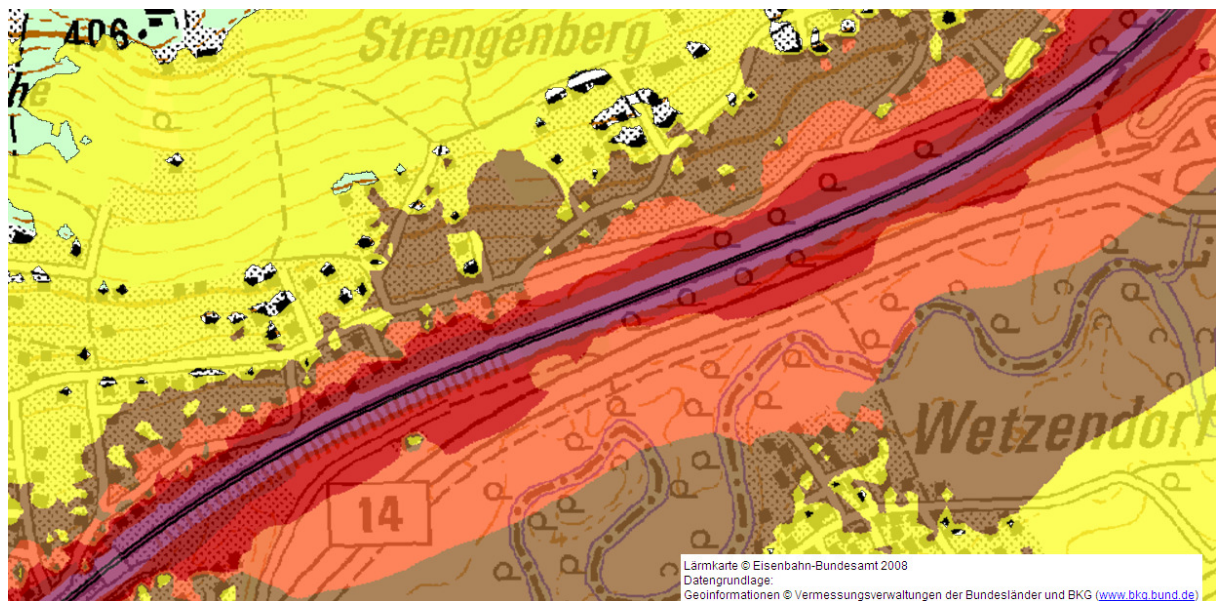 406
Strengenberg
he
Wetzendorf
14
Lärmkarte © Eisenbahn-Bundesamt 2008
Datengrundlage:
Geoinformationen © Vermessungsverwaltungen der Bundesländer und BKG (www.bkg.bund.de)